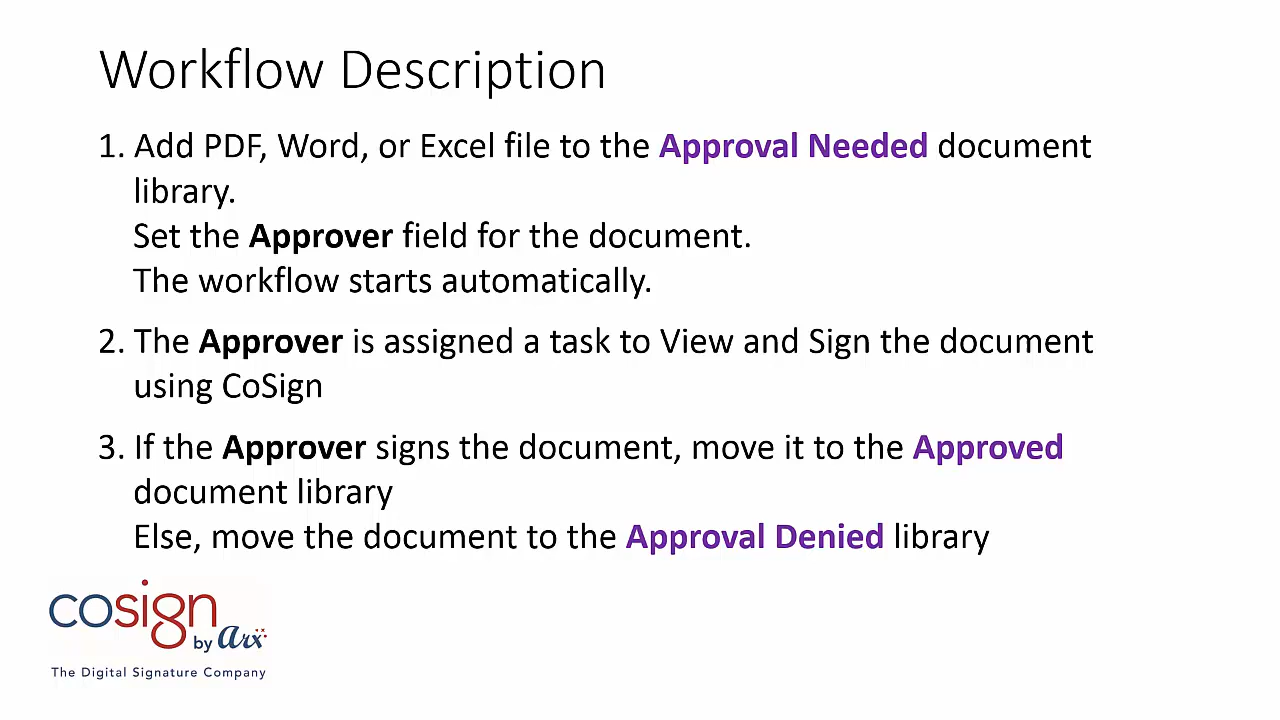 Workflow Description
1. Add PDF, Word, or Excel file to the Approval Needed document
library.
Set the Approver field for the document.
The workflow starts automatically.
2. The Approver is assigned a task to View and Sign the document
using CoSign
3. If the Approver signs the document, move it to the Approved
document library
Else, move the document to the Approval Denied library
cosign
by arx
The Digital Signature Company